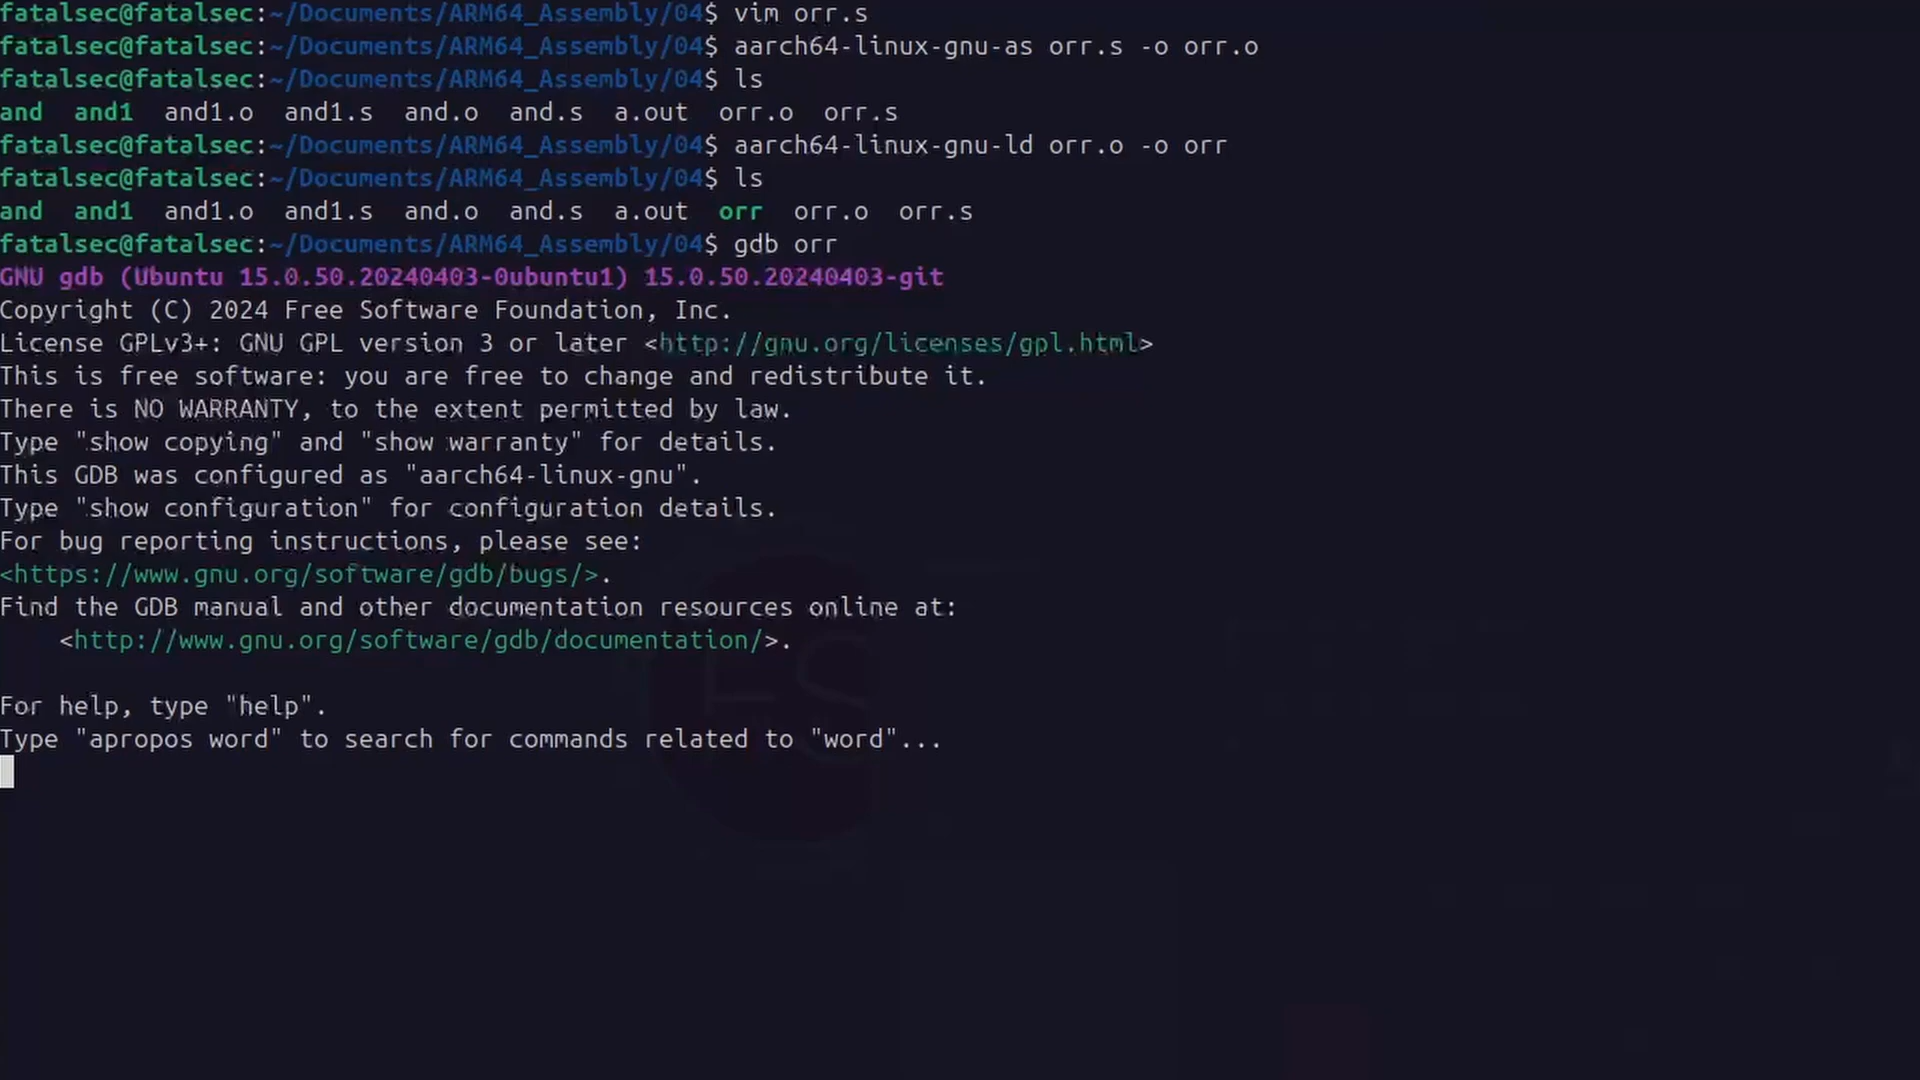 fatalsec@fatalsec:~/Documents/ARM64_Assembly/04$ vim orr.s
fatalsec@fatalsec:~/Documents/ARM64_Assembly/04$ aarch64-linux-gnu-as orr.s -o orr.o
fatalsec@fatalsec:~/Documents/ARM64_Assembly/04$ ls
and  and1  and1.o  and1.s  and.o  and.s  a.out  orr.o  orr.s
fatalsec@fatalsec:~/Documents/ARM64_Assembly/04$ aarch64-linux-gnu-ld orr.o -o orr
fatalsec@fatalsec:~/Documents/ARM64_Assembly/04$ ls
and  and1  and1.o  and1.s  and.o  and.s  a.out  orr  orr.o  orr.s
fatalsec@fatalsec:~/Documents/ARM64_Assembly/04$ gdb orr
GNU gdb (Ubuntu 15.0.50.20240403-0ubuntu1) 15.0.50.20240403-git
Copyright (C) 2024 Free Software Foundation, Inc.
License GPLv3+: GNU GPL version 3 or later <http://gnu.org/licenses/gpl.html>
This is free software: you are free to change and redistribute it.
There is NO WARRANTY, to the extent permitted by law.
Type "show copying" and "show warranty" for details.
This GDB was configured as "aarch64-linux-gnu".
Type "show configuration" for configuration details.
For bug reporting instructions, please see:
<https://www.gnu.org/software/gdb/bugs/>.
Find the GDB manual and other documentation resources online at:
    <http://www.gnu.org/software/gdb/documentation/>.
For help, type "help".
Type "apropos word" to search for commands related to "word"...
FS